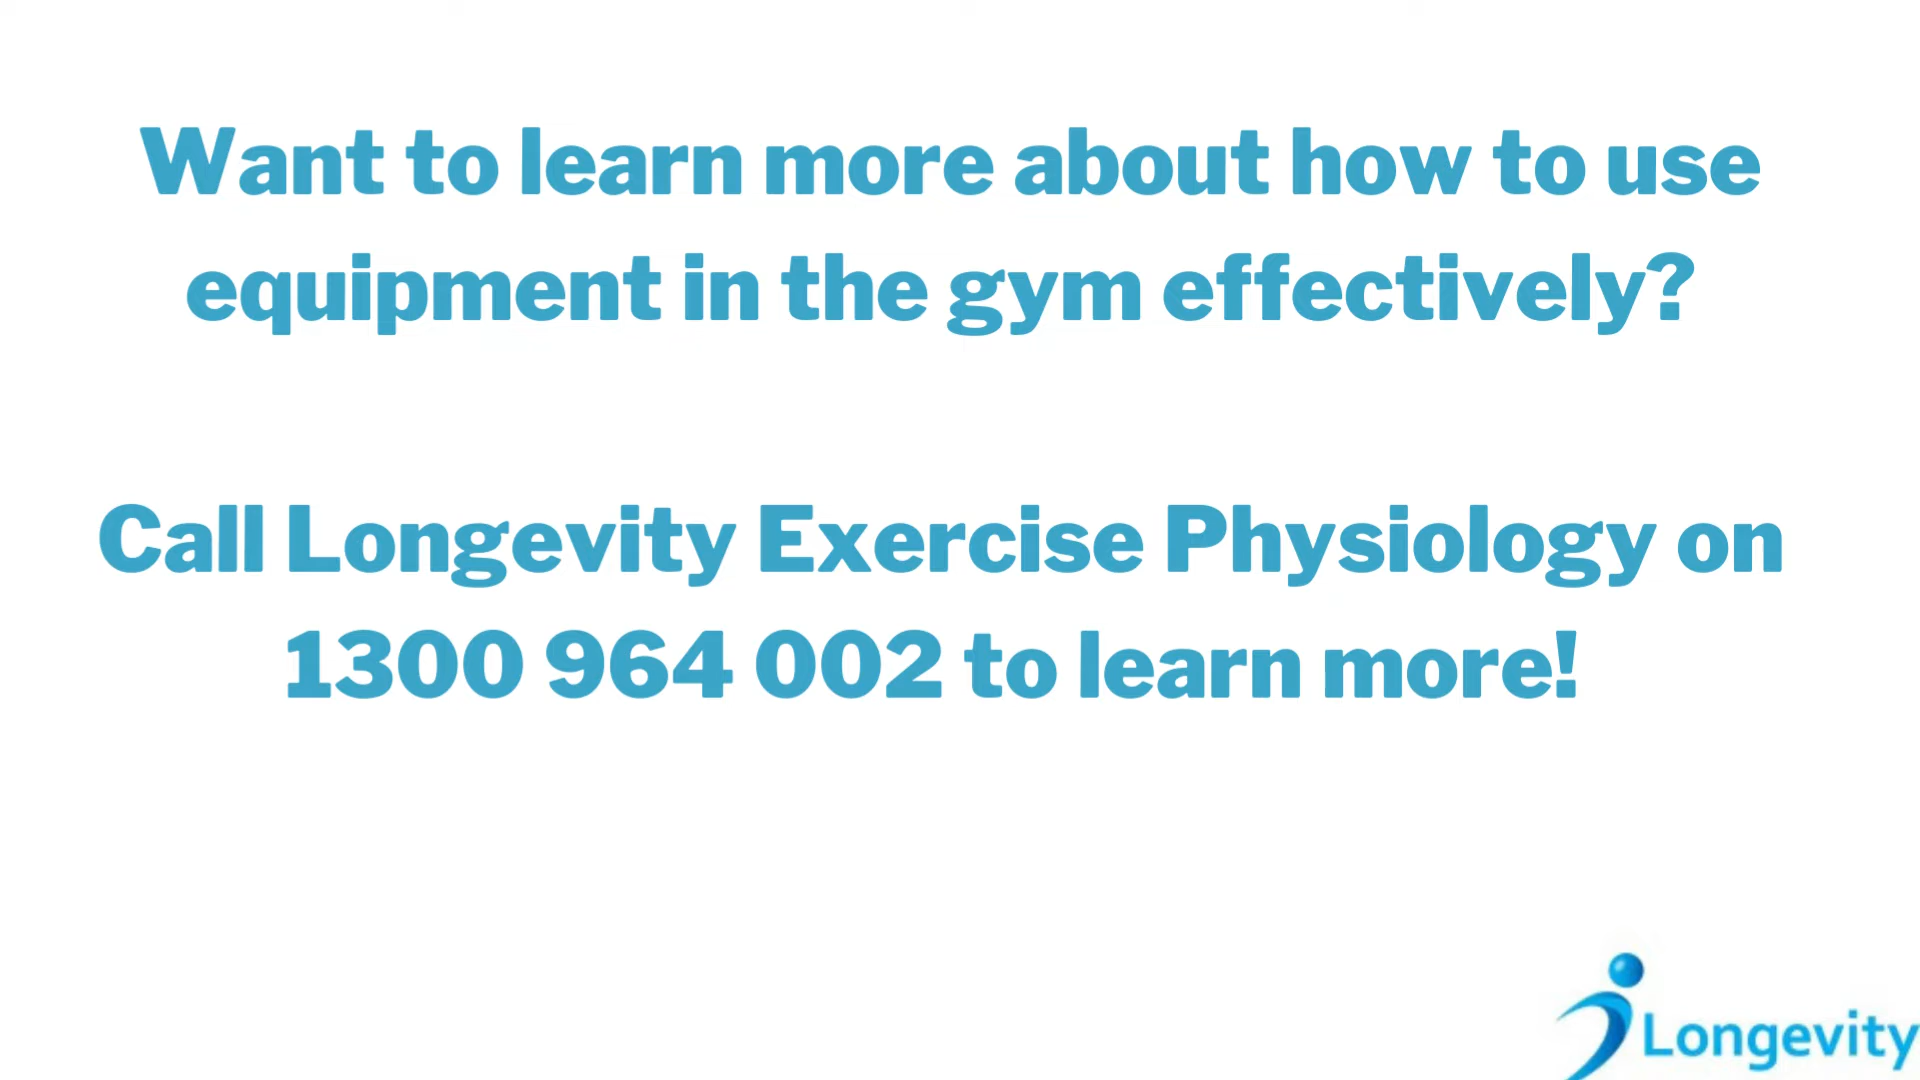 Want to learn more about how to use
equipment in the gym effectively?
Call Longevity Exercise Physiology on
1300 964 002 to learn more!
Longevity